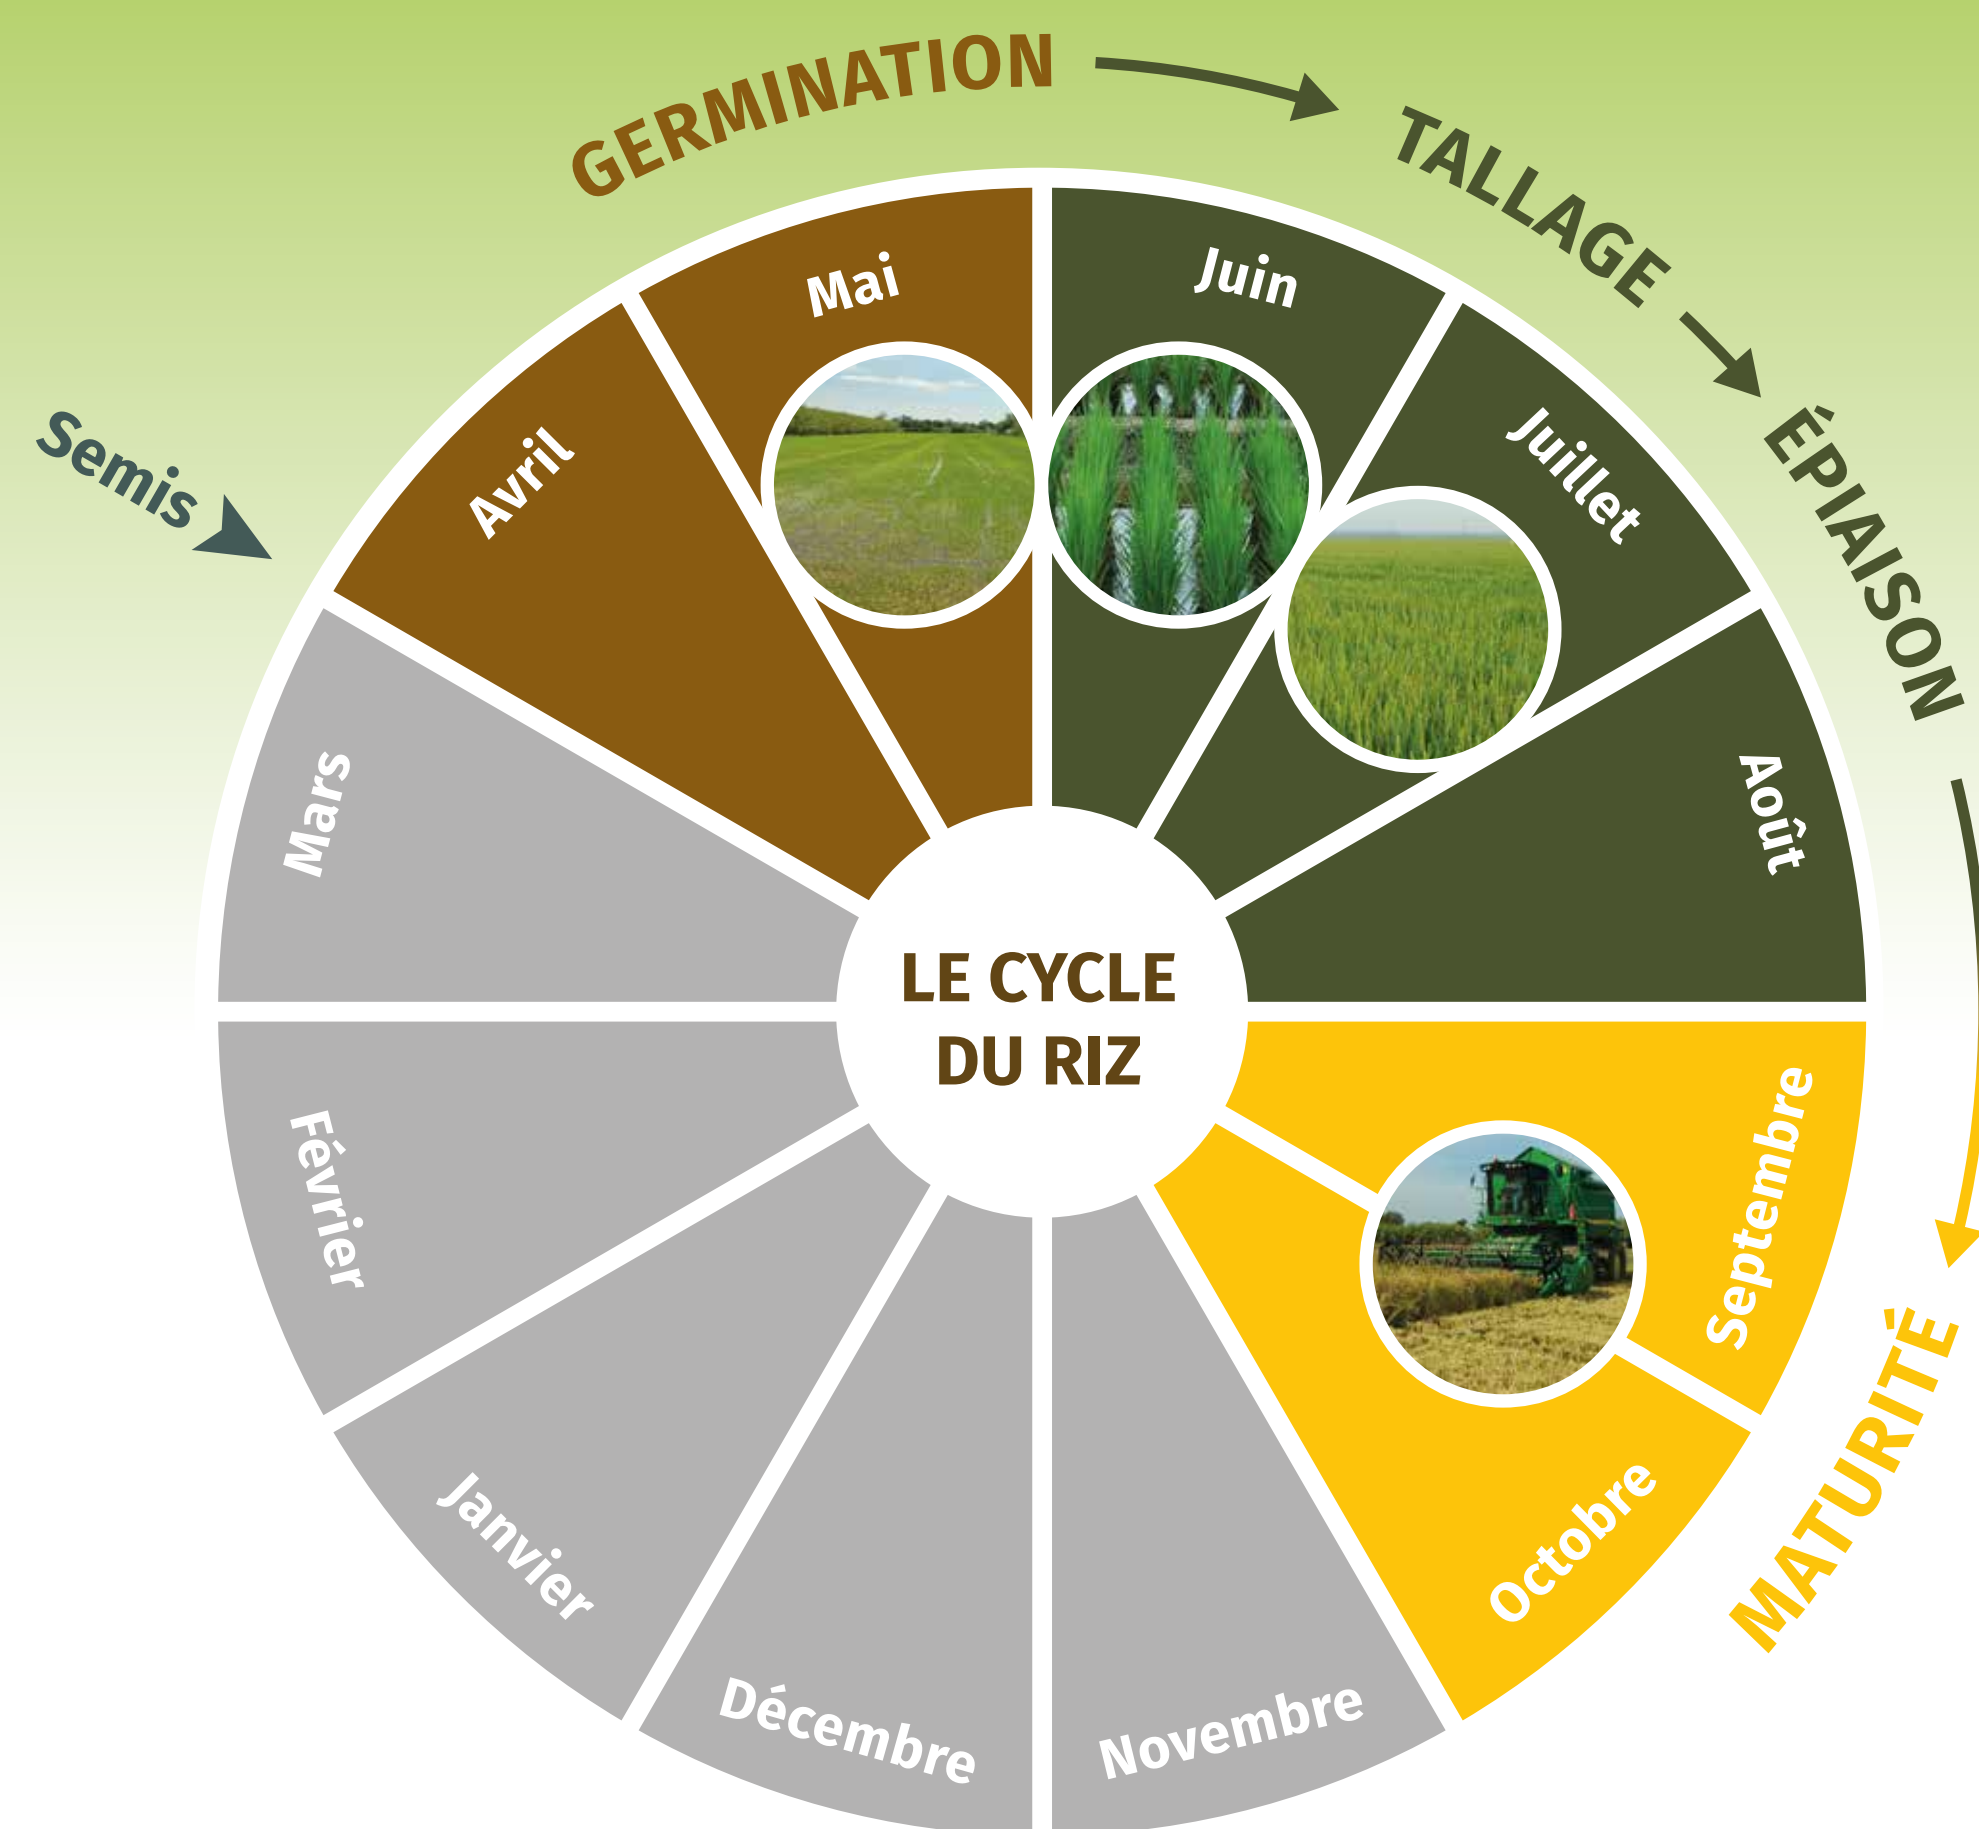 GERMINATION
TALLAGE
ÉPIAISON
MATURITÉ
Semis
Avril
Mai
Juin
Juillet
Août
Septembre
Octobre
Novembre
Décembre
Janvier
Février
Mars
LE CYCLE
DU RIZ